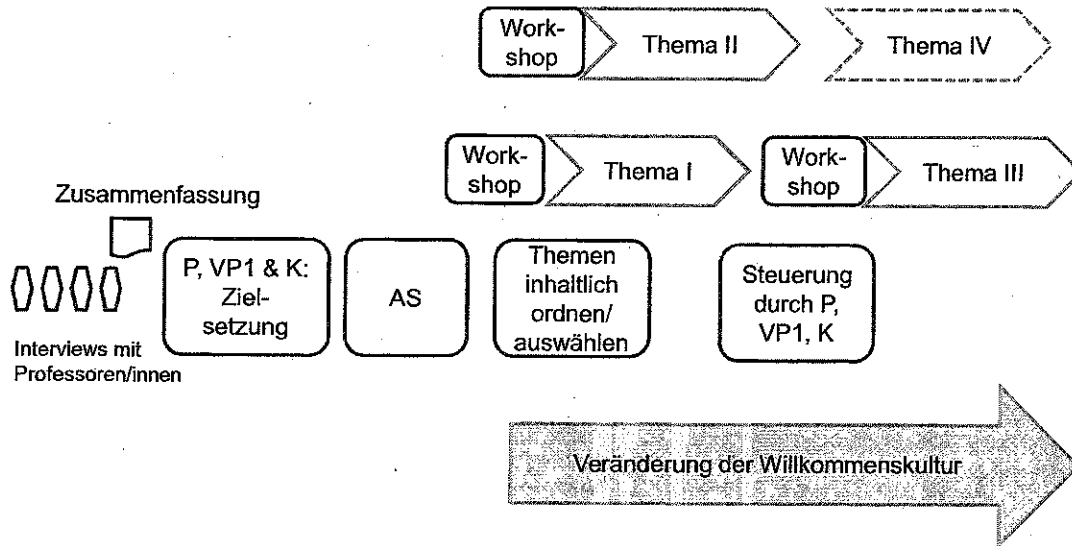 Work-
shop
Thema II
Thema IV
Work-
shop
Thema I
Work-
shop
Thema III
Zusammenfassung
P, VP1 & K:
Ziel-
setzung
AS
Themen
inhaltlich
ordnen/
auswählen
Steuerung
durch P,
VP1, K
Interviews mit
Professoren/innen
Veränderung der Willkommenskultur